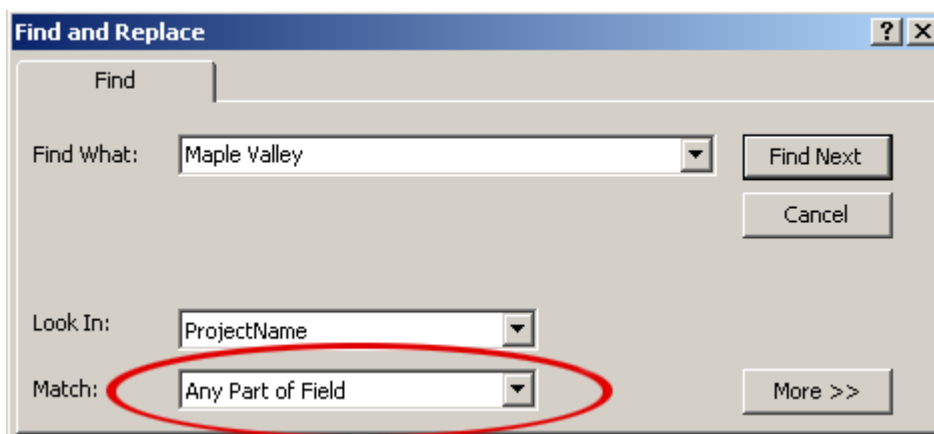 Find and Replace
Find
Find What: Maple Valley Find Next
Cancel
Look In: ProjectName
Match: Any Part of Field More >>